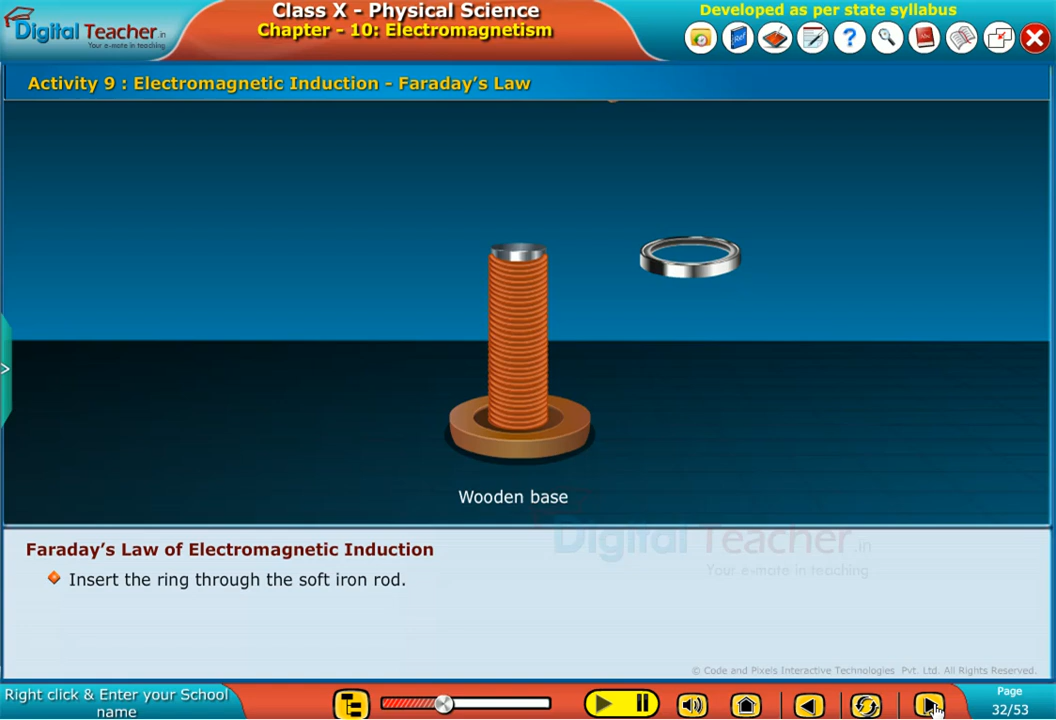 Digital Teacher.in
Your e-mate in teaching
Class X - Physical Science
Chapter - 10: Electromagnetism
Developed as per state syllabus
Activity 9 : Electromagnetic Induction - Faraday's Law
>
Wooden base
Digital Teacher.in
Your e-mate in teaching
Faraday's Law of Electromagnetic Induction
Insert the ring through the soft iron rod.
© Code and Pixels Interactive Technologies Pvt. Ltd. All Rights Reserved.
Right click & Enter your School
name
Page
32/53